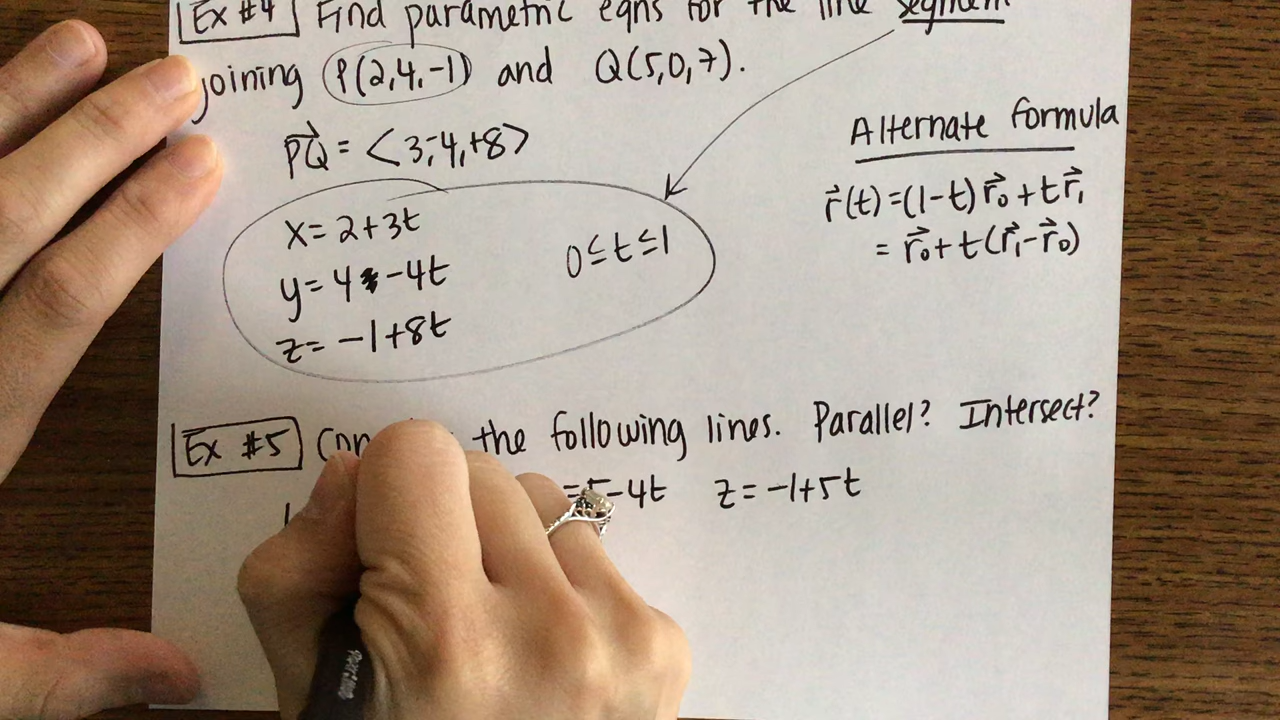 Ex #4 Find parametric eqns for the line segment
joining P(2,4,-1) and Q(5,0,7).
PQ = <3,-4,+8>
x = 2+3t
y = 4 -4t
z = -1+8t
0≤t≤1
Alternate formula
r(t)=(1-t)r₀+tr₁
= r₀+t(r₁-r₀)
Ex #5 the following lines. Parallel? Intersect?
=5-4t z=-1+5t